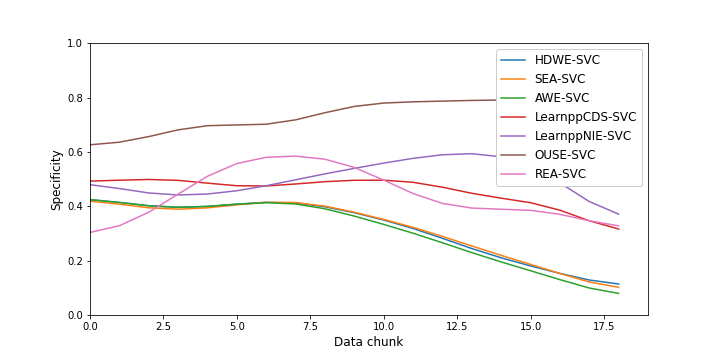 1.0
0.8
0.6
0.4
0.2
0.0
Specificity
0.0 2.5 5.0 7.5 10.0 12.5 15.0 17.5
Data chunk
HDWE-SVC
SEA-SVC
AWE-SVC
LearnppCDS-SVC
LearnppNIE-SVC
OUSE-SVC
REA-SVC